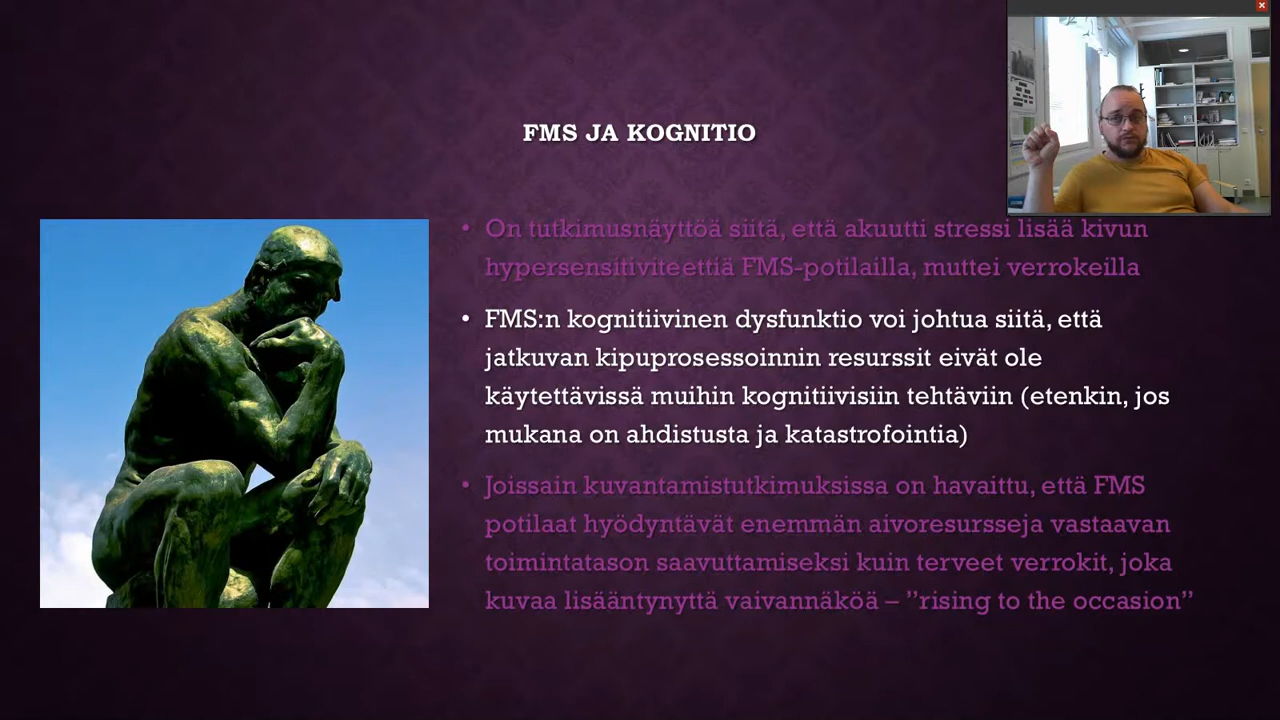 FMS JA KOGNITIO
• On tutkimusnäyttöä siitä, että akuutti stressi lisää kivun
hypersensitiviteettiä FMS-potilailla, muttei verrokeilla
• FMS:n kognitiivinen dysfunktio voi johtua siitä, että
jatkuvan kipuprosessoinnin resurssit eivät ole
käytettävissä muihin kognitiivisiin tehtäviin (etenkin, jos
mukana on ahdistusta ja katastrofointia)
• Joissain kuvantamistutkimuksissa on havaittu, että FMS
potilaat hyödyntävät enemmän aivoresursseja vastaavan
toimintatason saavuttamiseksi kuin terveet verrokit, joka
kuvaa lisääntynyttä vaivannäköä – ”rising to the occasion”